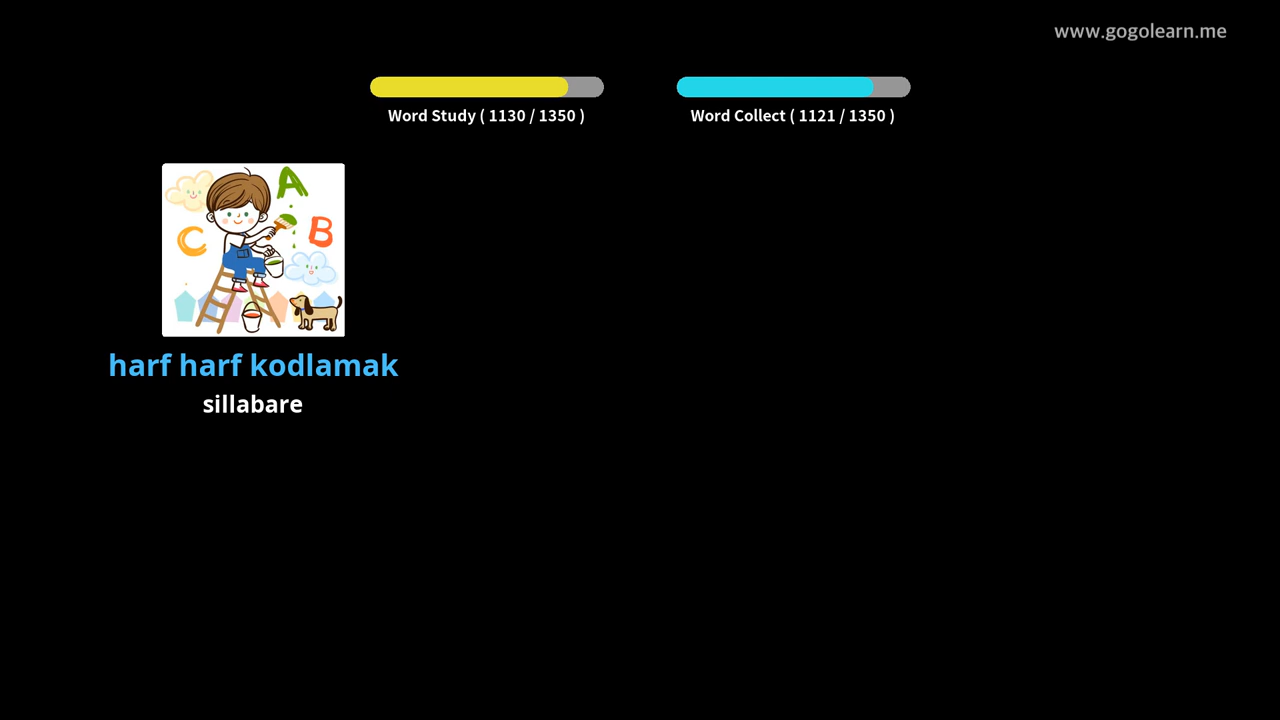 www.gogolearn.me
Word Study ( 1130 / 1350 )
Word Collect ( 1121 / 1350 )
A
B
C
harf harf kodlamak
sillabare